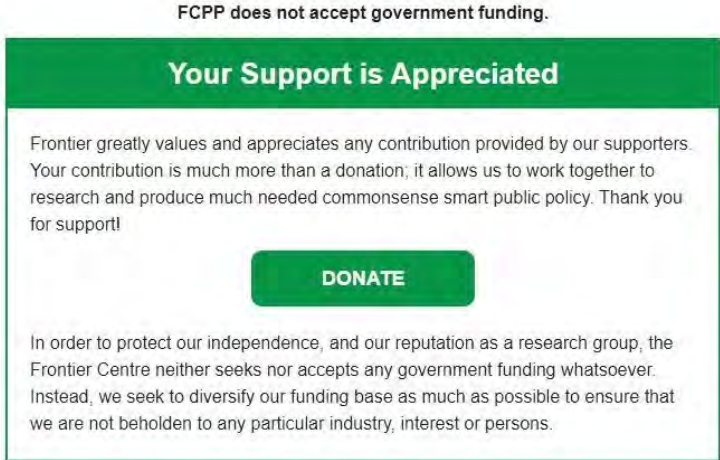 FCPP does not accept government funding.
Your Support is Appreciated
Frontier greatly values and appreciates any contribution provided by our supporters.
Your contribution is much more than a donation; it allows us to work together to
research and produce much needed commonsense smart public policy. Thank you
for support!
DONATE
In order to protect our independence, and our reputation as a research group, the
Frontier Centre neither seeks nor accepts any government funding whatsoever.
Instead, we seek to diversify our funding base as much as possible to ensure that
we are not beholden to any particular industry, interest or persons.